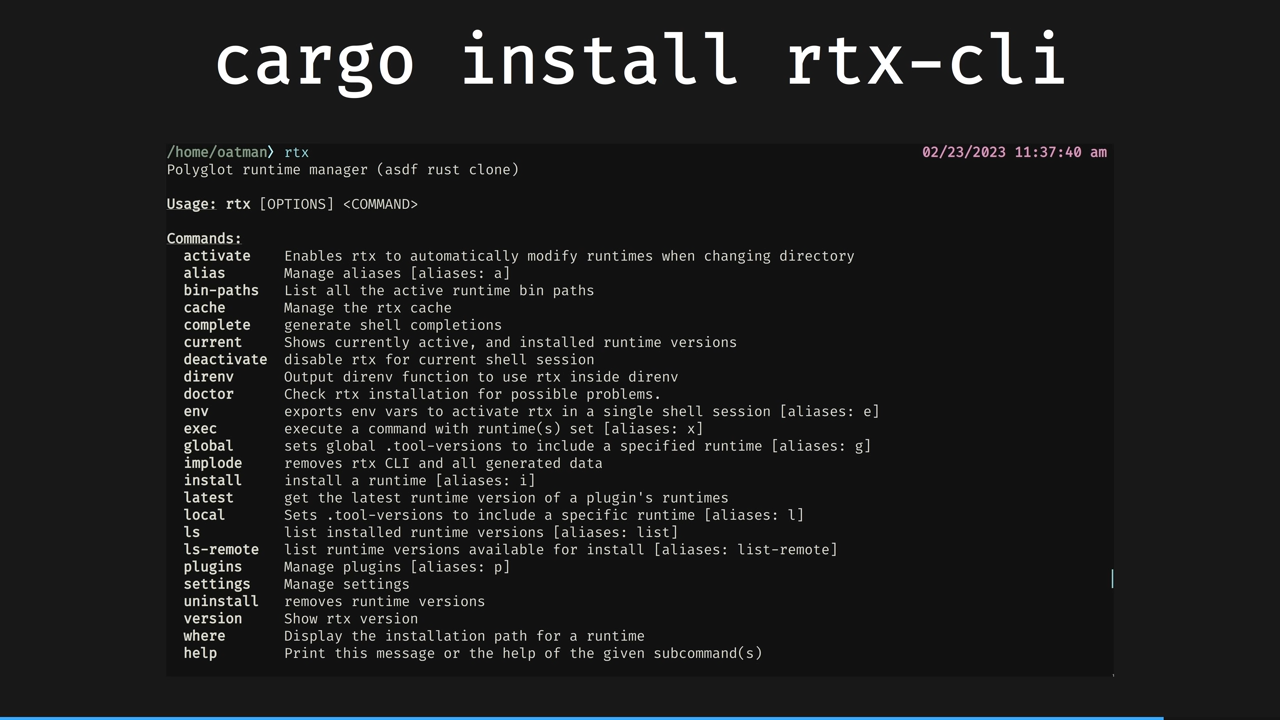 cargo install rtx-cli
/home/oatman⟩ rtx 02/23/2023 11:37:40 am
Polyglot runtime manager (asdf rust clone)
Usage: rtx [OPTIONS] <COMMAND>
Commands:
activate Enables rtx to automatically modify runtimes when changing directory
alias Manage aliases [aliases: a]
bin-paths List all the active runtime bin paths
cache Manage the rtx cache
complete generate shell completions
current Shows currently active, and installed runtime versions
deactivate disable rtx for current shell session
direnv Output direnv function to use rtx inside direnv
doctor Check rtx installation for possible problems.
env exports env vars to activate rtx in a single shell session [aliases: e]
exec execute a command with runtime(s) set [aliases: x]
global sets global .tool-versions to include a specified runtime [aliases: g]
implode removes rtx CLI and all generated data
install install a runtime [aliases: i]
latest get the latest runtime version of a plugin's runtimes
local Sets .tool-versions to include a specific runtime [aliases: l]
ls list installed runtime versions [aliases: list]
ls-remote list runtime versions available for install [aliases: list-remote]
plugins Manage plugins [aliases: p]
settings Manage settings
uninstall removes runtime versions
version Show rtx version
where Display the installation path for a runtime
help Print this message or the help of the given subcommand(s)